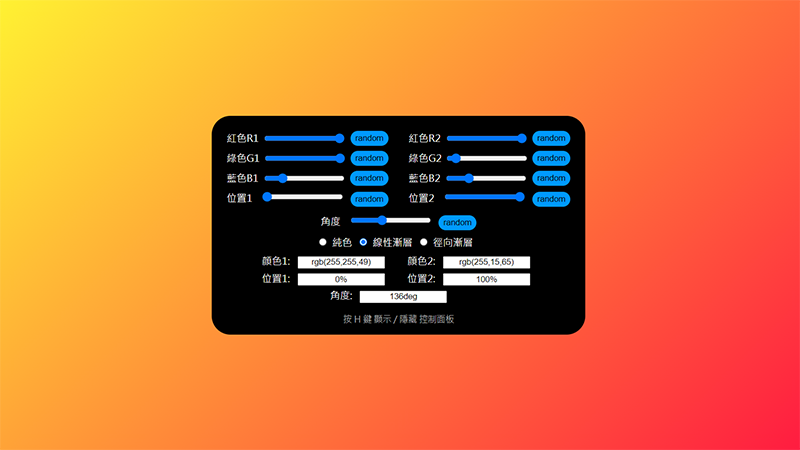 紅色R1 random 紅色R2 random
綠色G1 random 綠色G2 random
藍色B1 random 藍色B2 random
位置1 random 位置2 random
角度 random
純色 線性漸層 徑向漸層
顏色1: rgb(255,255,49) 顏色2: rgb(255,15,65)
位置1: 0% 位置2: 100%
角度: 136deg
按 H 鍵 顯示 / 隱藏 控制面板